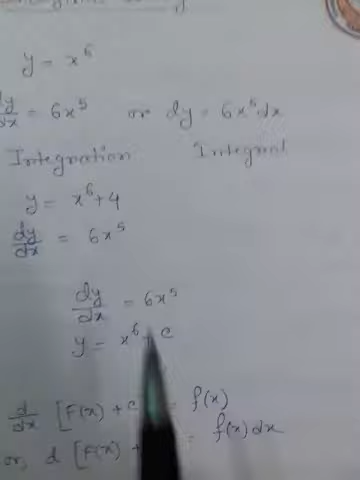 y = x⁶
dy/dx = 6x⁵ or dy = 6x⁵dx
Integration Integral
y = x⁶+4
dy/dx = 6x⁵
dy/dx = 6x⁵
y = x⁶ + c
d/dx [F(x) + c = f(x)
or, d [F(x) + = f(x)dx